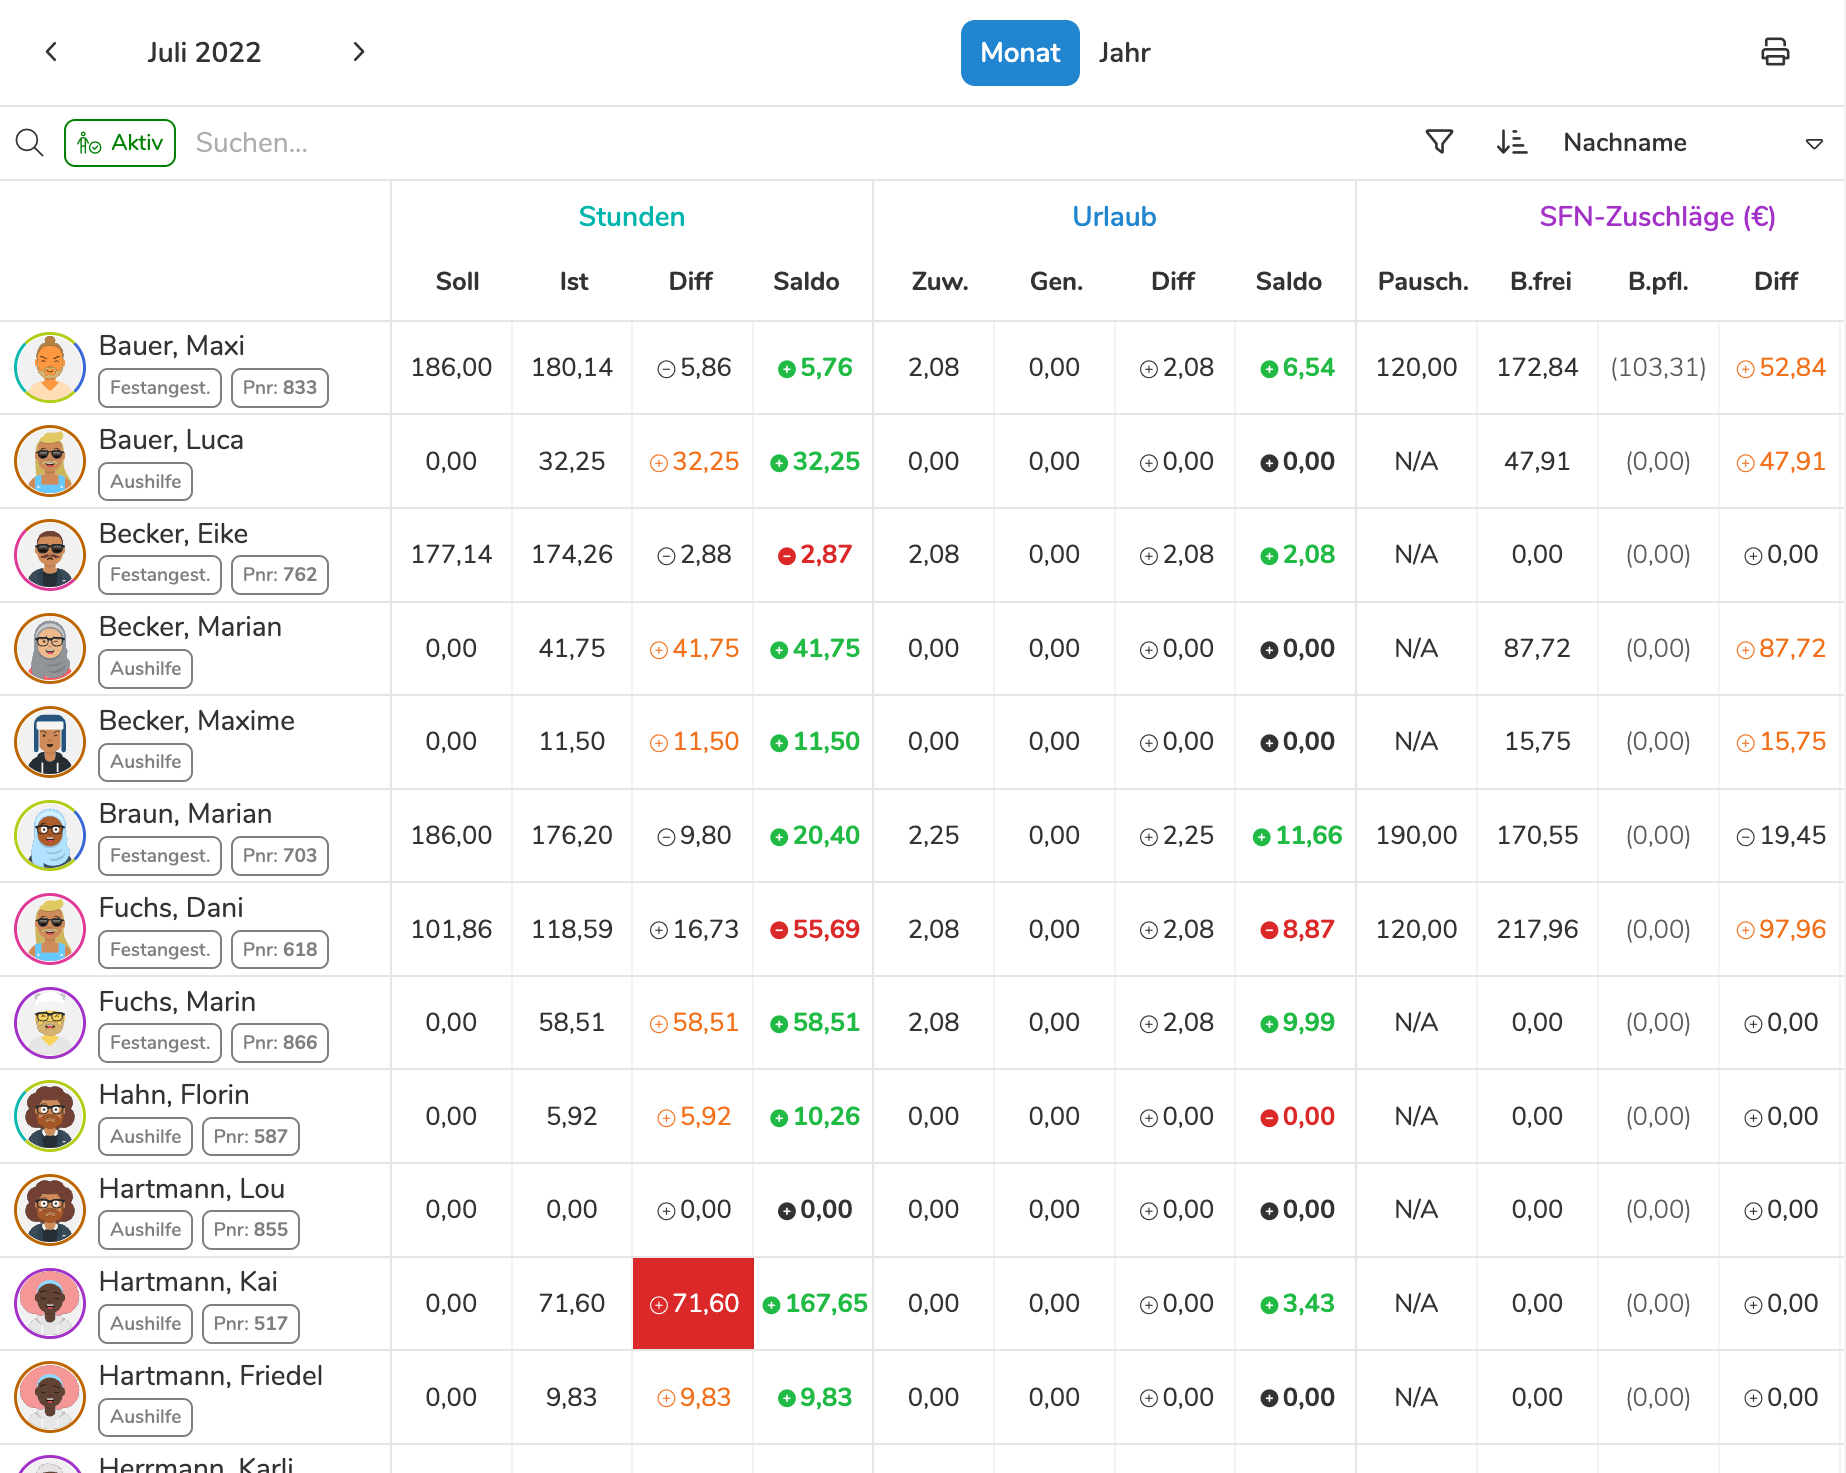 Juli 2022 Monat Jahr
Aktiv Suchen... Nachname
Stunden Urlaub SFN-Zuschläge (€)
Soll Ist Diff Saldo Zuw. Gen. Diff Saldo Pausch. B.frei B.pfl. Diff
Bauer, Maxi
Festangest. Pnr: 833
186,00 180,14 5,86 5,76 2,08 0,00 2,08 6,54 120,00 172,84 (103,31) 52,84
Bauer, Luca
Aushilfe
0,00 32,25 32,25 32,25 0,00 0,00 0,00 0,00 N/A 47,91 (0,00) 47,91
Becker, Eike
Festangest. Pnr: 762
177,14 174,26 2,88 2,87 2,08 0,00 2,08 2,08 N/A 0,00 (0,00) 0,00
Becker, Marian
Aushilfe
0,00 41,75 41,75 41,75 0,00 0,00 0,00 0,00 N/A 87,72 (0,00) 87,72
Becker, Maxime
Aushilfe
0,00 11,50 11,50 11,50 0,00 0,00 0,00 0,00 N/A 15,75 (0,00) 15,75
Braun, Marian
Festangest. Pnr: 703
186,00 176,20 9,80 20,40 2,25 0,00 2,25 11,66 190,00 170,55 (0,00) 19,45
Fuchs, Dani
Festangest. Pnr: 618
101,86 118,59 16,73 55,69 2,08 0,00 2,08 8,87 120,00 217,96 (0,00) 97,96
Fuchs, Marin
Festangest. Pnr: 866
0,00 58,51 58,51 58,51 2,08 0,00 2,08 9,99 N/A 0,00 (0,00) 0,00
Hahn, Florin
Aushilfe Pnr: 587
0,00 5,92 5,92 10,26 0,00 0,00 0,00 0,00 N/A 0,00 (0,00) 0,00
Hartmann, Lou
Aushilfe Pnr: 855
0,00 0,00 0,00 0,00 0,00 0,00 0,00 0,00 N/A 0,00 (0,00) 0,00
Hartmann, Kai
Aushilfe Pnr: 517
0,00 71,60 71,60 167,65 0,00 0,00 0,00 3,43 N/A 0,00 (0,00) 0,00
Hartmann, Friedel
Aushilfe
0,00 9,83 9,83 9,83 0,00 0,00 0,00 0,00 N/A 0,00 (0,00) 0,00
Herrmann, Karli